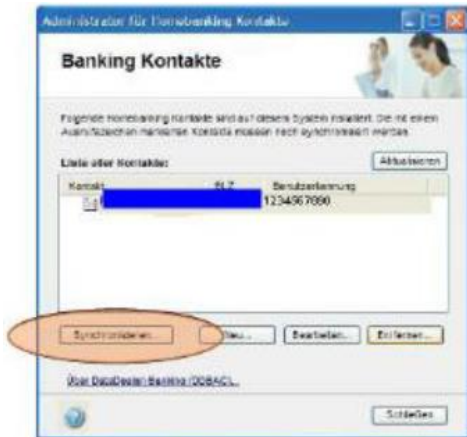 Administrator für Homebanking Kontakte
Banking Kontakte
Folgende Homebanking Kontakte sind auf diesem System installiert. Die mit einem
Ausrufezeichen markierten Kontakte müssen noch synchronisiert werden.
Liste aller Kontakte:
Aktualisieren
Kontakt BLZ Benutzerkennung
1234567890
Synchronisieren... Neu... Bearbeiten... Entfernen...
Über DataDesign Banking (DDBAC)...
Schließen